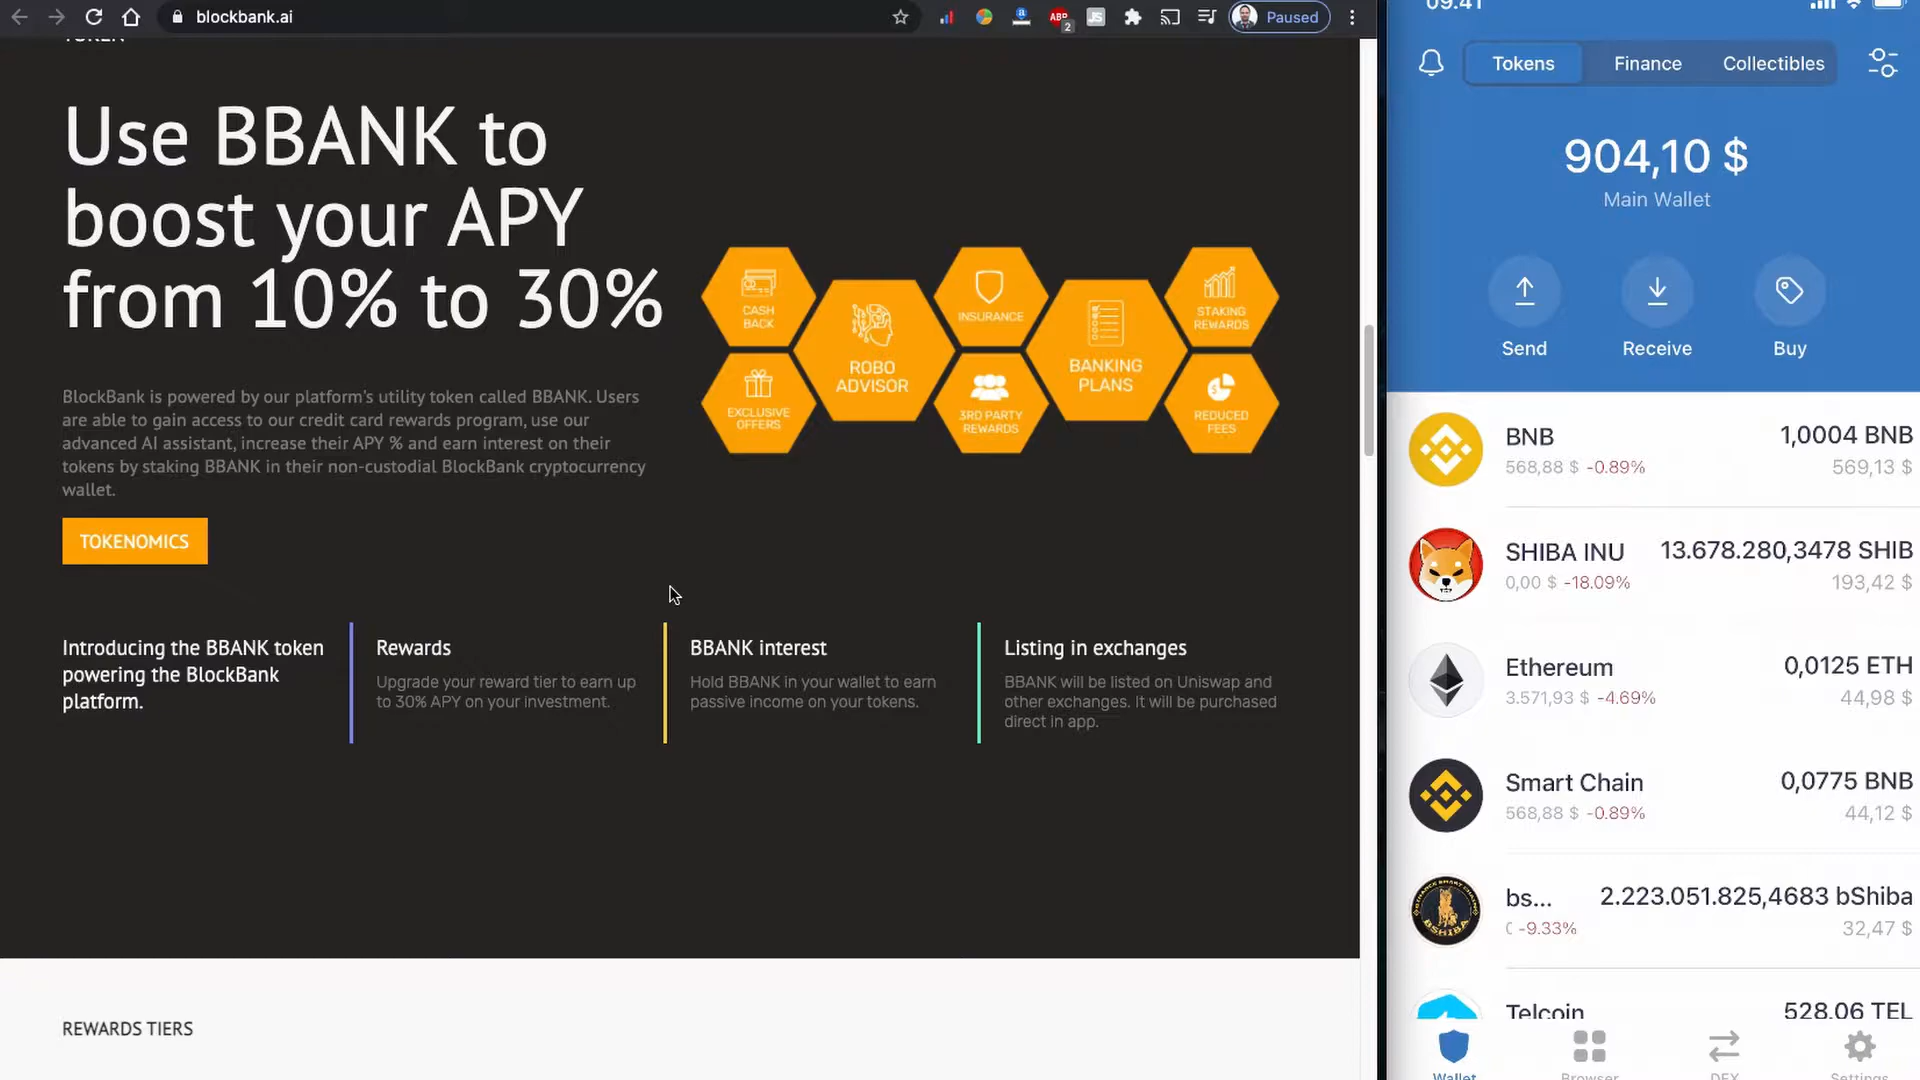 blockbank.ai
ABP
2
Paused
TOKEN
Use BBANK to
boost your APY
from 10% to 30%
BlockBank is powered by our platform's utility token called BBANK. Users
are able to gain access to our credit card rewards program, use our
advanced AI assistant, increase their APY % and earn interest on their
tokens by staking BBANK in their non-custodial BlockBank cryptocurrency
wallet.
TOKENOMICS
CASH
BACK
ROBO
ADVISOR
INSURANCE
BANKING
PLANS
STAKING
REWARDS
EXCLUSIVE
OFFERS
3RD PARTY
REWARDS
REDUCED
FEES
Introducing the BBANK token
powering the BlockBank
platform.
Rewards
Upgrade your reward tier to earn up
to 30% APY on your investment.
BBANK interest
Hold BBANK in your wallet to earn
passive income on your tokens.
Listing in exchanges
BBANK will be listed on Uniswap and
other exchanges. It will be purchased
direct in app.
REWARDS TIERS
09:41
Tokens
Finance
Collectibles
904,10 $
Main Wallet
Send
Receive
Buy
BNB
1,0004 BNB
568,88 $ -0.89%
569,13 $
SHIBA INU
13.678.280,3478 SHIB
0,00 $ -18.09%
193,42 $
Ethereum
0,0125 ETH
3.571,93 $ -4.69%
44,98 $
Smart Chain
0,0775 BNB
568,88 $ -0.89%
44,12 $
bs...
2.223.051.825,4683 bShiba
-9.33%
32,47 $
BSHIBA
Telcoin
528,06 TEL
Wallet
Browser
DEX
Settings